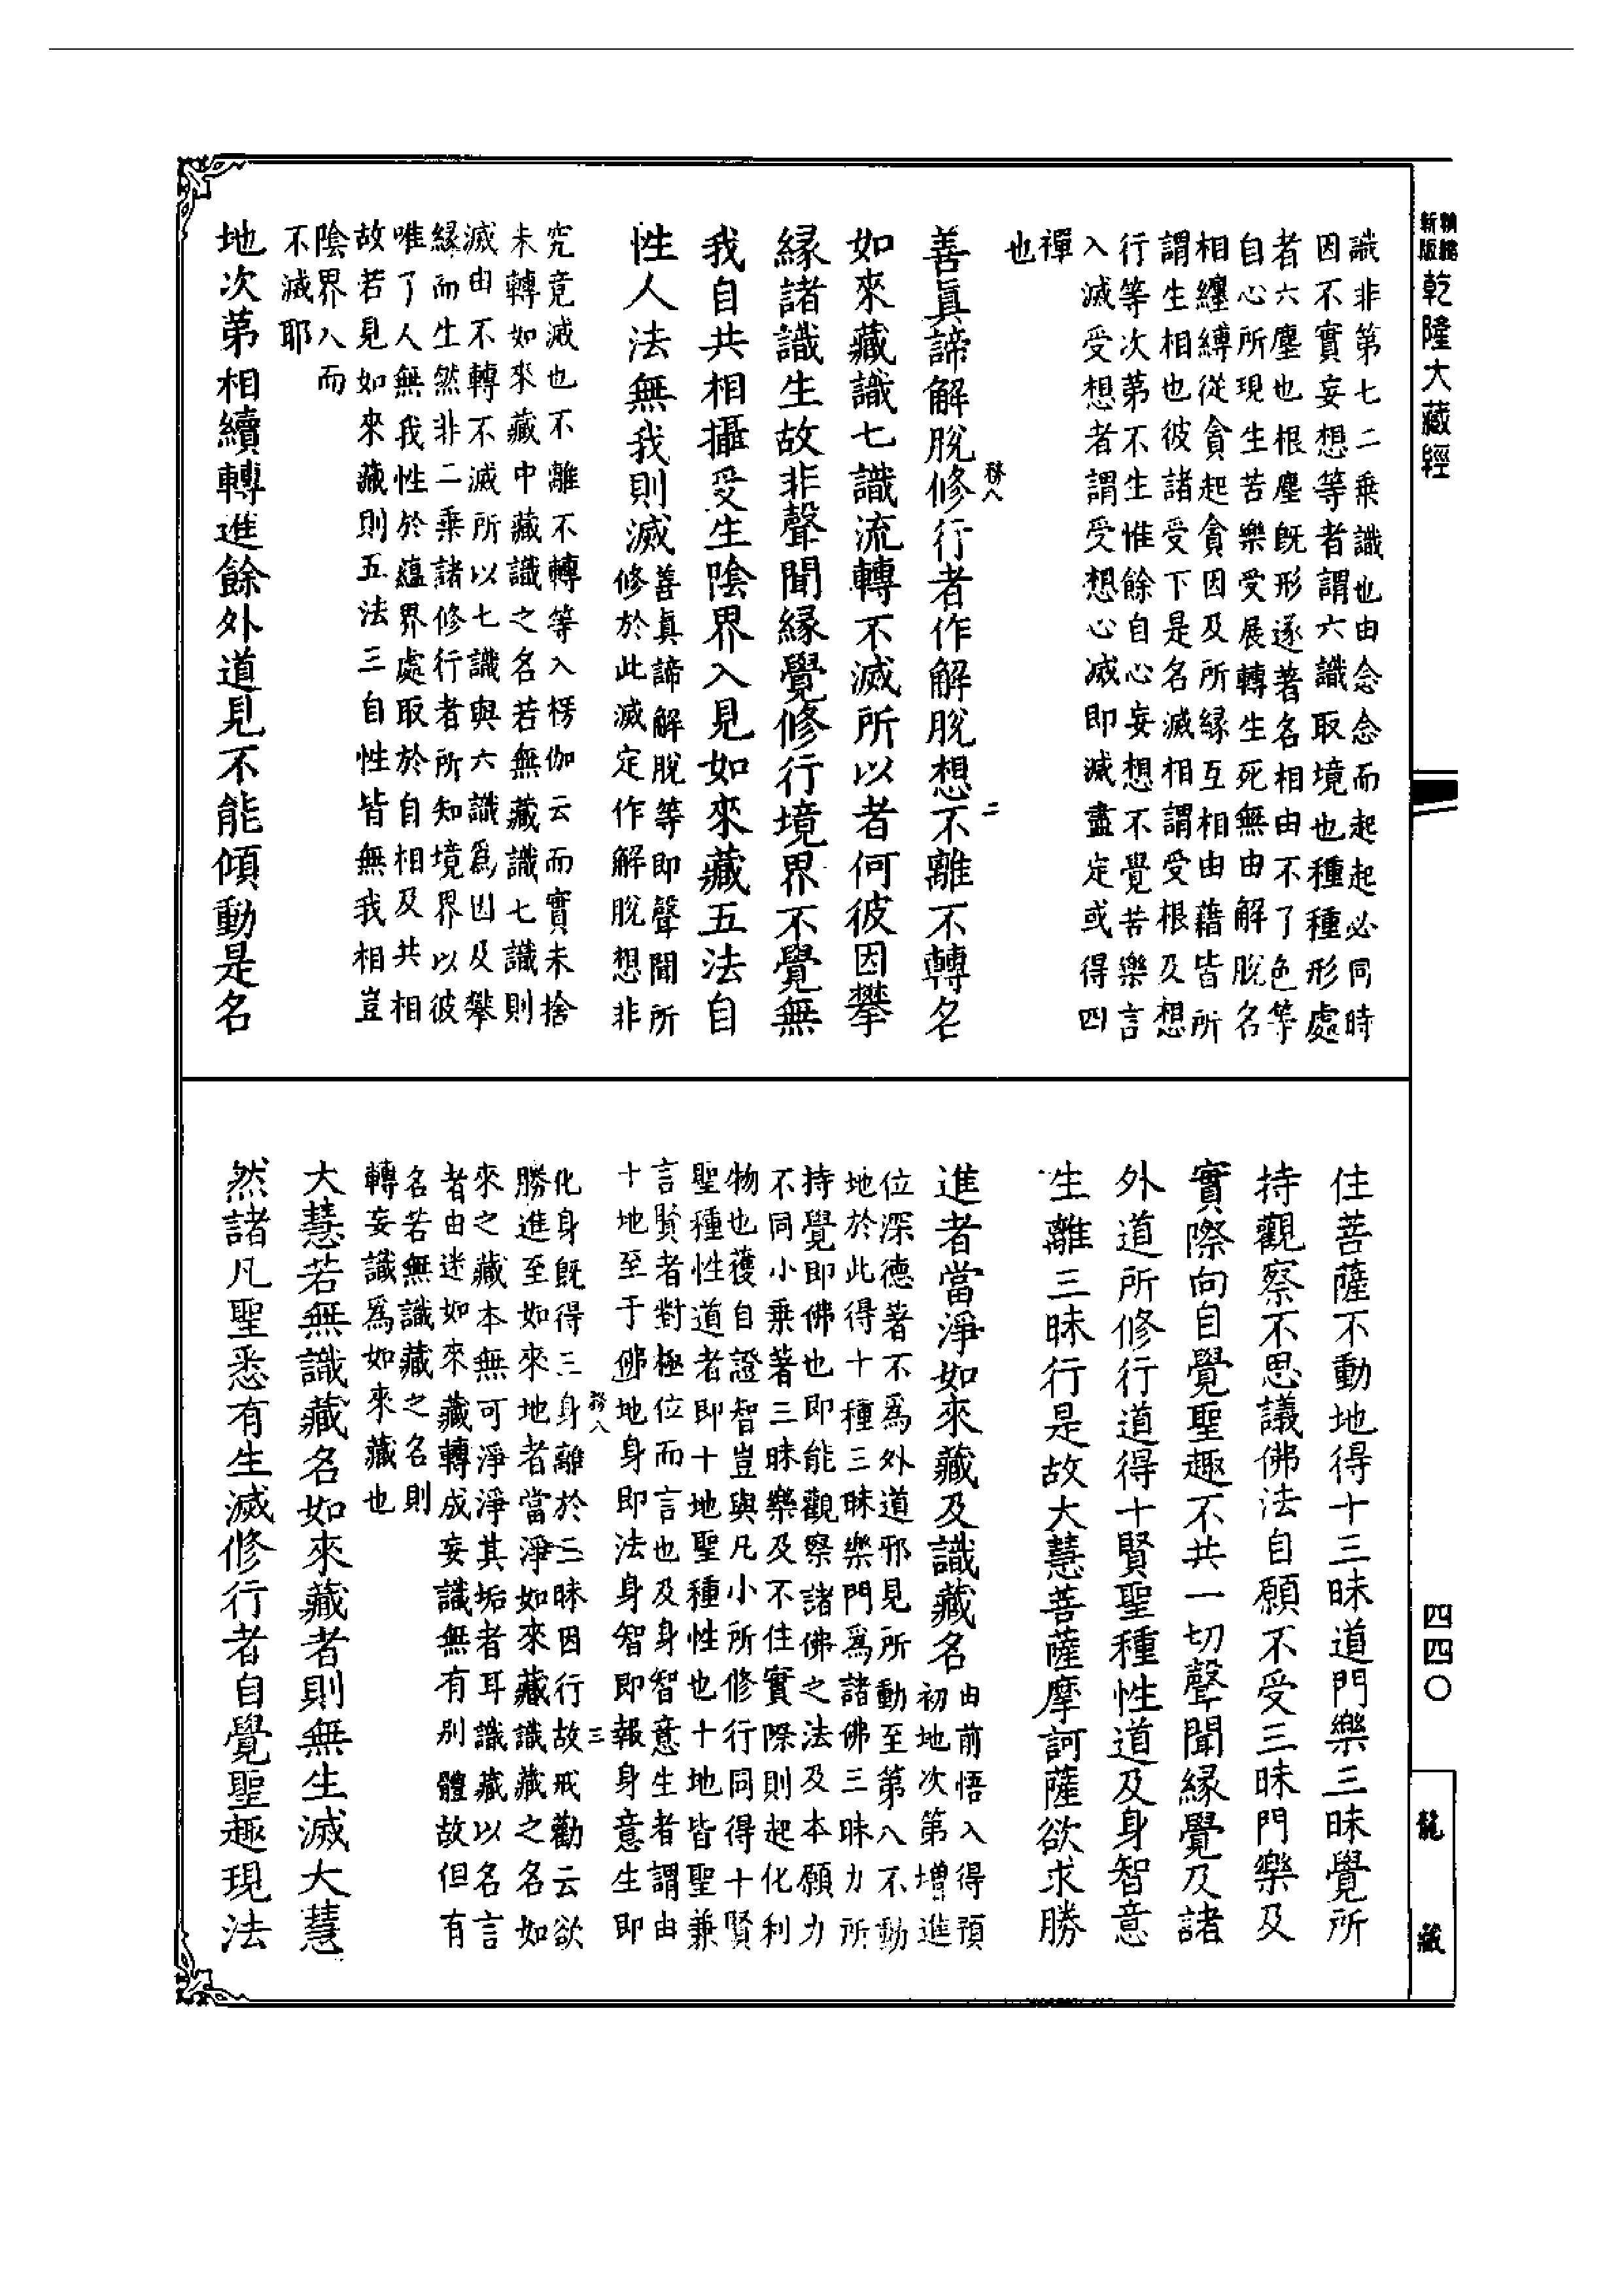 精縮
新版
乾隆大藏經
四四〇
龍藏
識非第七二乘識也由念念而起起必同時
因不實妄想等者謂六識取境也種種形處
者六塵也根塵既形遂著名相由不了色等
自心所現生苦樂受展轉生死無由解脫名
相纏縛從貪起貪因及所緣互相由藉皆所
謂生相也彼諸受下是名滅相謂受根及想
行等次第不生惟餘自心妄想不覺苦樂言
入滅受想者謂受想心滅即滅盡定或得四
禪
也
善眞諦解脫修行者作解脫想不離不轉名
務八
二
如來藏識七識流轉不滅所以者何彼因攀
緣諸識生故非聲聞緣覺修行境界不覺無
我自共相攝受生陰界入見如來藏五法自
性人法無我則滅
善眞諦解脫等即聲聞所
修於此滅定作解脫想非
究竟滅也不離不轉等入楞伽云而實未捨
未轉如來藏中藏識之名若無藏識七識則
滅由不轉不滅所以七識與六識爲因及攀
緣而生然非二乘諸修行者所知境界以彼
唯了人無我性於蘊界處取於自相及共相
故若見如來藏則五法三自性皆無我相豈
陰界入而
不滅耶
地次第相續轉進餘外道見不能傾動是名
住菩薩不動地得十三昧道門樂三昧覺所
持觀察不思議佛法自願不受三昧門樂及
實際向自覺聖趣不共一切聲聞緣覺及諸
外道所修行道得十賢聖種性道及身智意
生離三昧行是故大慧菩薩摩訶薩欲求勝
進者當淨如來藏及識藏名
由前悟入得預
初地次第增進
位深德著不爲外道邪見所動至第八不動
地於此得十種三昧樂門爲諸佛三昧力所
持覺即佛也即能觀察諸佛之法及本願力
不同小乘著三昧樂及不住實際則起化利
物也獲自證智豈與凡小所修行同得十賢
聖種性道者即十地聖種性也十地皆聖兼
言賢者對極位而言也及身智意生者謂由
十地至于佛地身即法身智即報身意生即
務八
三
化身既得三身離於三昧因行故戒勸云欲
勝進至如來地者當淨如來藏識藏之名如
來之藏本無可淨淨其垢者耳識藏以名言
者由迷如來藏轉成妄識無有別體故但有
名若無識藏之名則
轉妄識爲如來藏也
大慧若無識藏名如來藏者則無生滅大慧
然諸凡聖悉有生滅修行者自覺聖趣現法